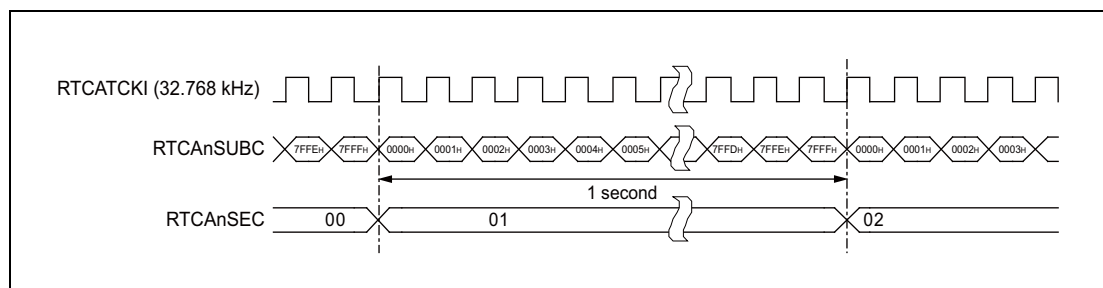 RTCATCKI (32.768 kHz)
RTCAnSUBC 7FFEH 7FFFH 0000H 0001H 0002H 0003H 0004H 0005H 7FFDH 7FFEH 7FFFH 0000H 0001H 0002H 0003H
1 second
RTCAnSEC 00 01 02